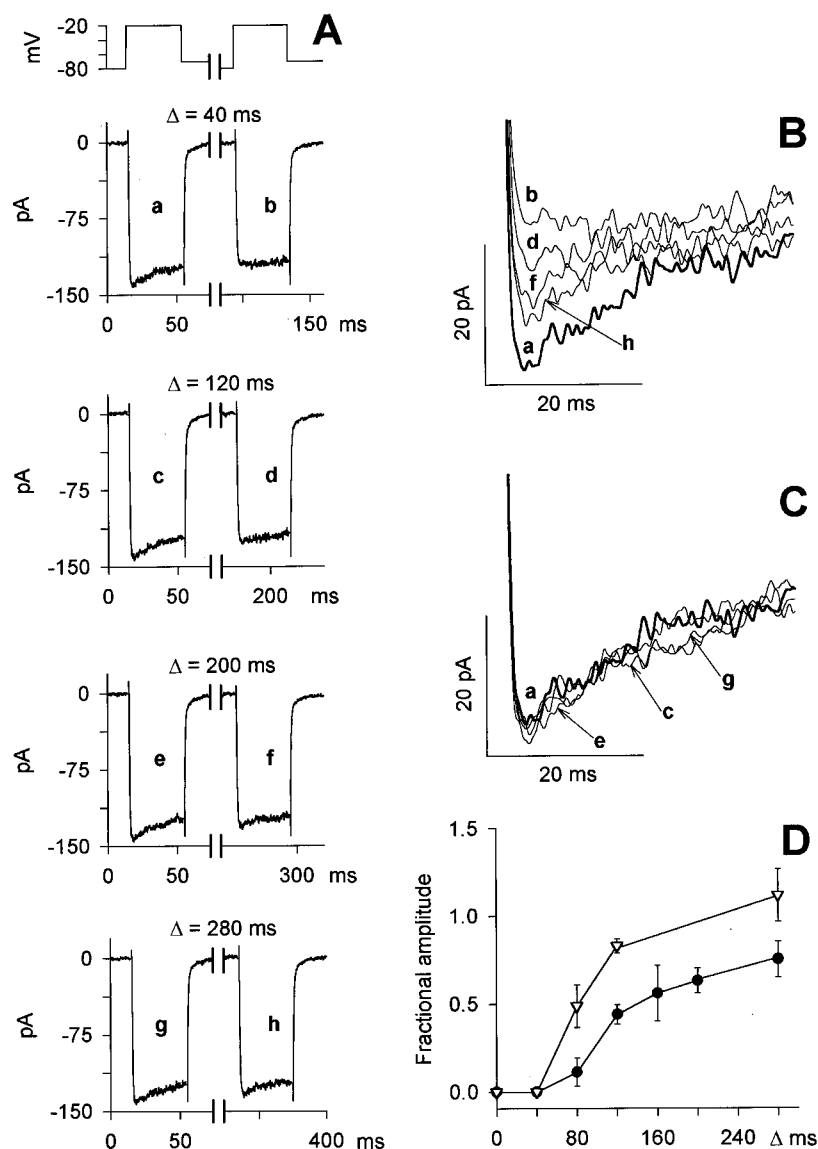 A
mV
-20
-80
Δ = 40 ms
pA
0
-75
-150
a
b
0 50 150 ms
Δ = 120 ms
pA
0
-75
-150
c
d
0 50 200 ms
Δ = 200 ms
pA
0
-75
-150
e
f
0 50 300 ms
Δ = 280 ms
pA
0
-75
-150
g
h
0 50 400 ms
B
b
d
f
a
h
20 pA
20 ms
C
a
g
c
e
20 pA
20 ms
D
Fractional amplitude
1.5
1.0
0.5
0.0
0 80 160 240 Δ ms